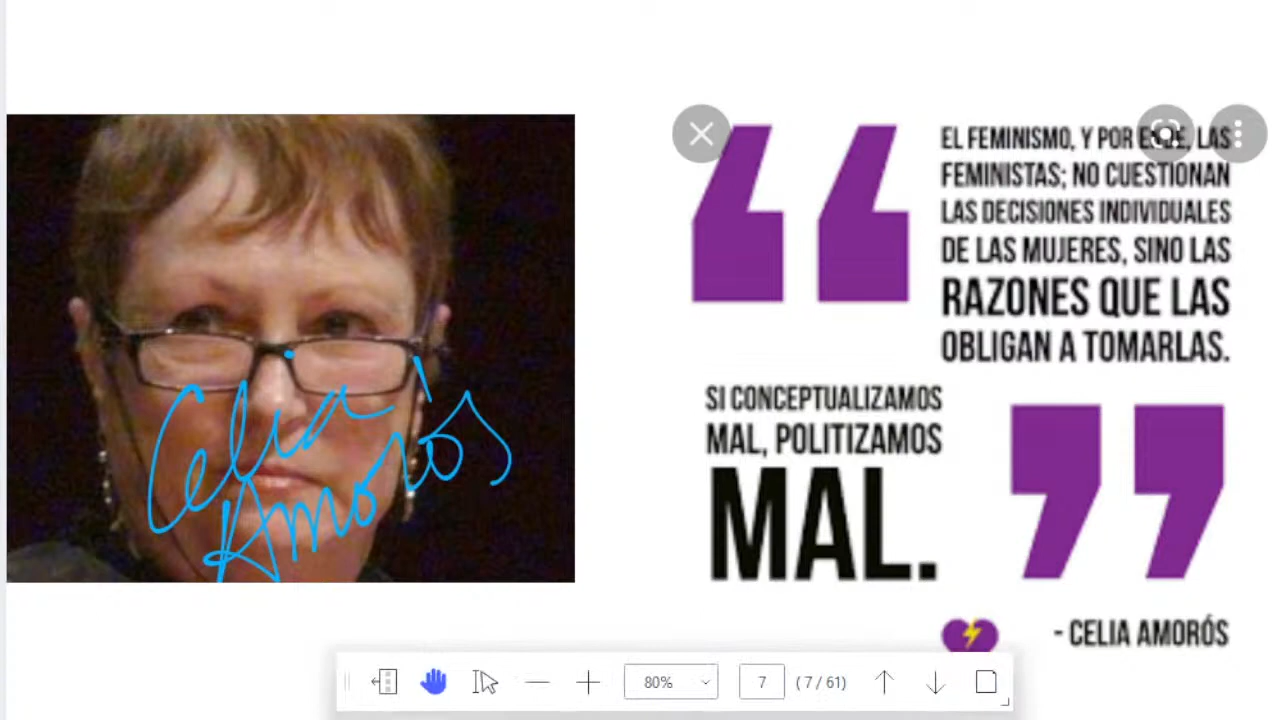 Celia
Amorós
EL FEMINISMO, Y POR ENDE, LAS
FEMINISTAS; NO CUESTIONAN
LAS DECISIONES INDIVIDUALES
DE LAS MUJERES, SINO LAS
RAZONES QUE LAS
OBLIGAN A TOMARLAS.
SI CONCEPTUALIZAMOS
MAL, POLITIZAMOS
MAL.
- CELIA AMORÓS
80%
7
( 7 / 61)